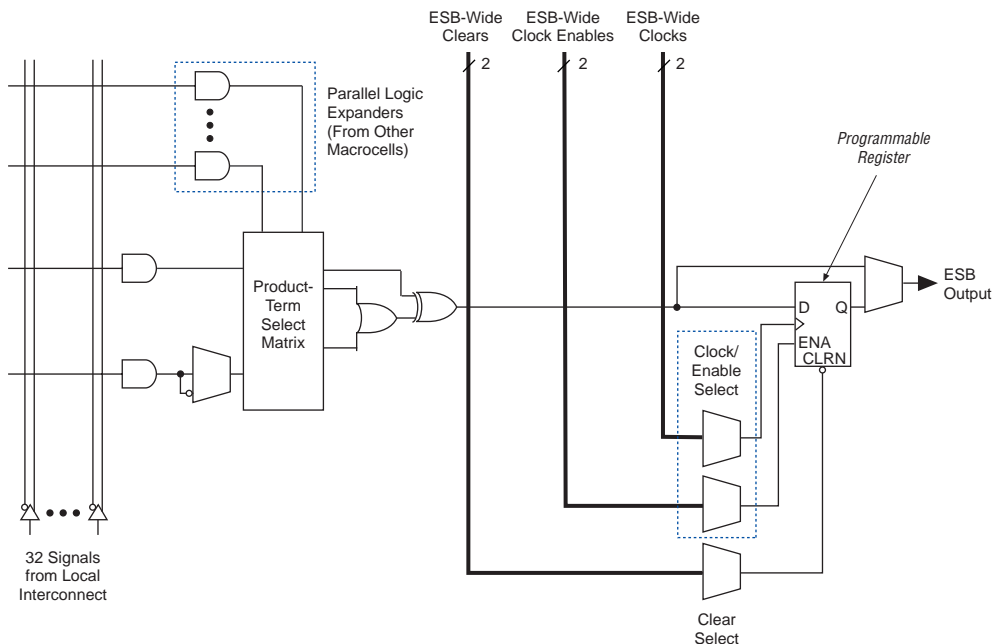 ESB-Wide
Clears
ESB-Wide
Clock Enables
ESB-Wide
Clocks
2
2
2
Parallel Logic
Expanders
(From Other
Macrocells)
Programmable
Register
Product-
Term
Select
Matrix
ESB
Output
D
Q
ENA
CLRN
Clock/
Enable
Select
32 Signals
from Local
Interconnect
Clear
Select